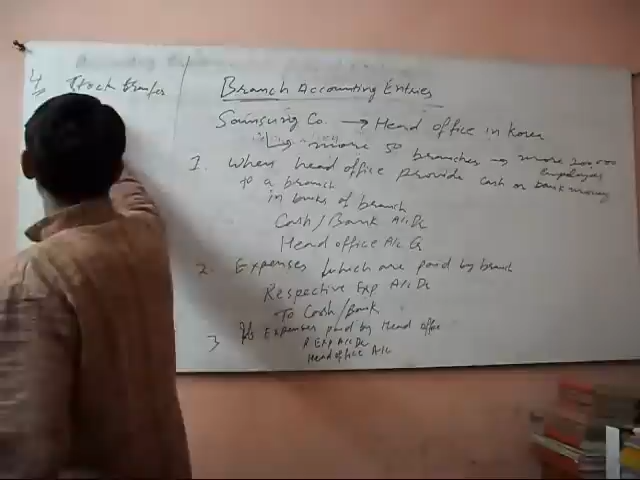 4 Stock transfer
Branch Accounting Entries
Samsung Co. → Head office in Korea
more 50 branches → more 200,000
employees
1. When head office provide cash or bank money
to a branch
in books of branch
Cash/Bank A/c Dr
Head office A/c Cr
2. Expenses which are paid by branch
Respective Exp A/c Dr
To Cash/Bank
3 Expenses paid by Head office
Exp A/c Dr
Head office A/c